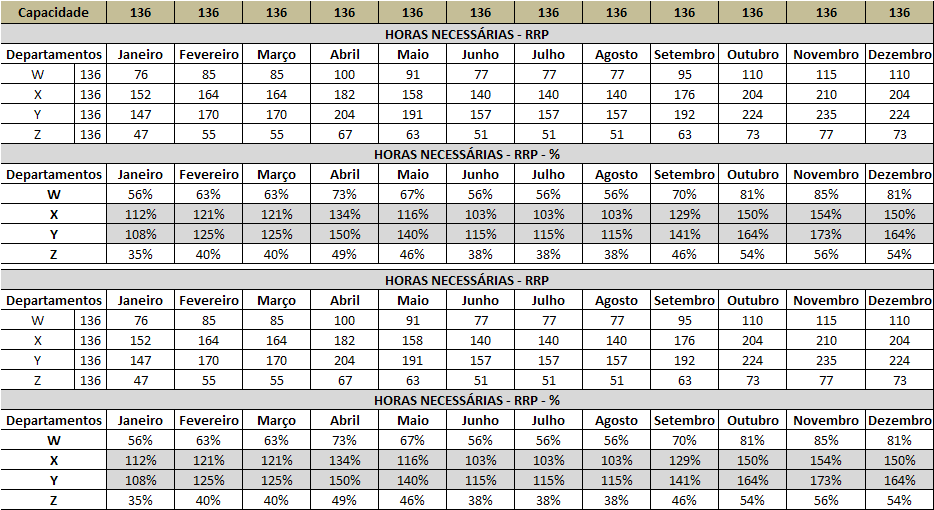 Capacidade 136 136 136 136 136 136 136 136 136 136 136 136
HORAS NECESSÁRIAS - RRP
Departamentos Janeiro Fevereiro Março Abril Maio Junho Julho Agosto Setembro Outubro Novembro Dezembro
W 136 76 85 85 100 91 77 77 77 95 110 115 110
X 136 152 164 164 182 158 140 140 140 176 204 210 204
Y 136 147 170 170 204 191 157 157 157 192 224 235 224
Z 136 47 55 55 67 63 51 51 51 63 73 77 73
HORAS NECESSÁRIAS - RRP - %
Departamentos Janeiro Fevereiro Março Abril Maio Junho Julho Agosto Setembro Outubro Novembro Dezembro
W 56% 63% 63% 73% 67% 56% 56% 56% 70% 81% 85% 81%
X 112% 121% 121% 134% 116% 103% 103% 103% 129% 150% 154% 150%
Y 108% 125% 125% 150% 140% 115% 115% 115% 141% 164% 173% 164%
Z 35% 40% 40% 49% 46% 38% 38% 38% 46% 54% 56% 54%
HORAS NECESSÁRIAS - RRP
Departamentos Janeiro Fevereiro Março Abril Maio Junho Julho Agosto Setembro Outubro Novembro Dezembro
W 136 76 85 85 100 91 77 77 77 95 110 115 110
X 136 152 164 164 182 158 140 140 140 176 204 210 204
Y 136 147 170 170 204 191 157 157 157 192 224 235 224
Z 136 47 55 55 67 63 51 51 51 63 73 77 73
HORAS NECESSÁRIAS - RRP - %
Departamentos Janeiro Fevereiro Março Abril Maio Junho Julho Agosto Setembro Outubro Novembro Dezembro
W 56% 63% 63% 73% 67% 56% 56% 56% 70% 81% 85% 81%
X 112% 121% 121% 134% 116% 103% 103% 103% 129% 150% 154% 150%
Y 108% 125% 125% 150% 140% 115% 115% 115% 141% 164% 173% 164%
Z 35% 40% 40% 49% 46% 38% 38% 38% 46% 54% 56% 54%